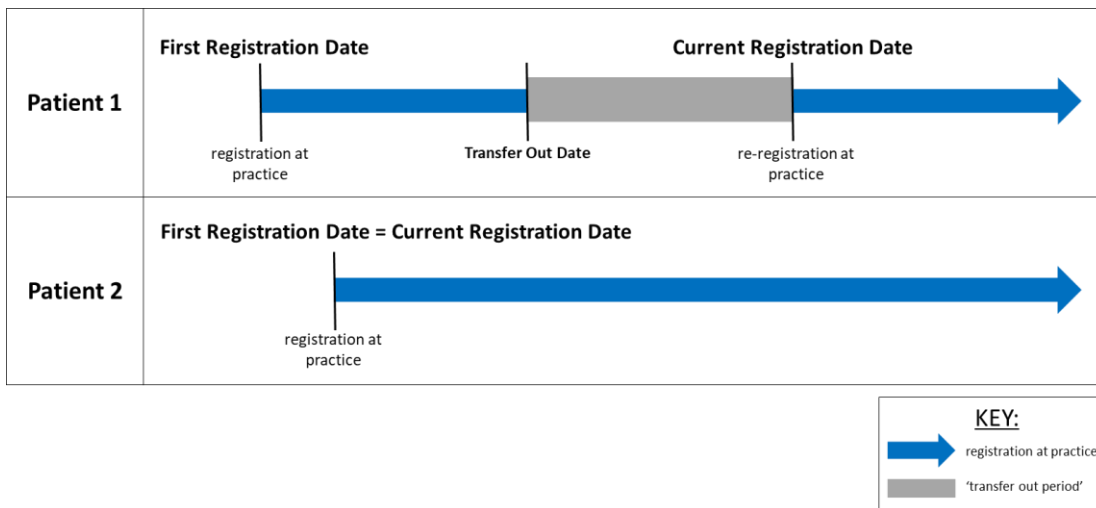 First Registration Date
Current Registration Date
Patient 1
registration at
practice
Transfer Out Date
re-registration at
practice
First Registration Date = Current Registration Date
Patient 2
registration at
practice
KEY:
registration at practice
‘transfer out period’